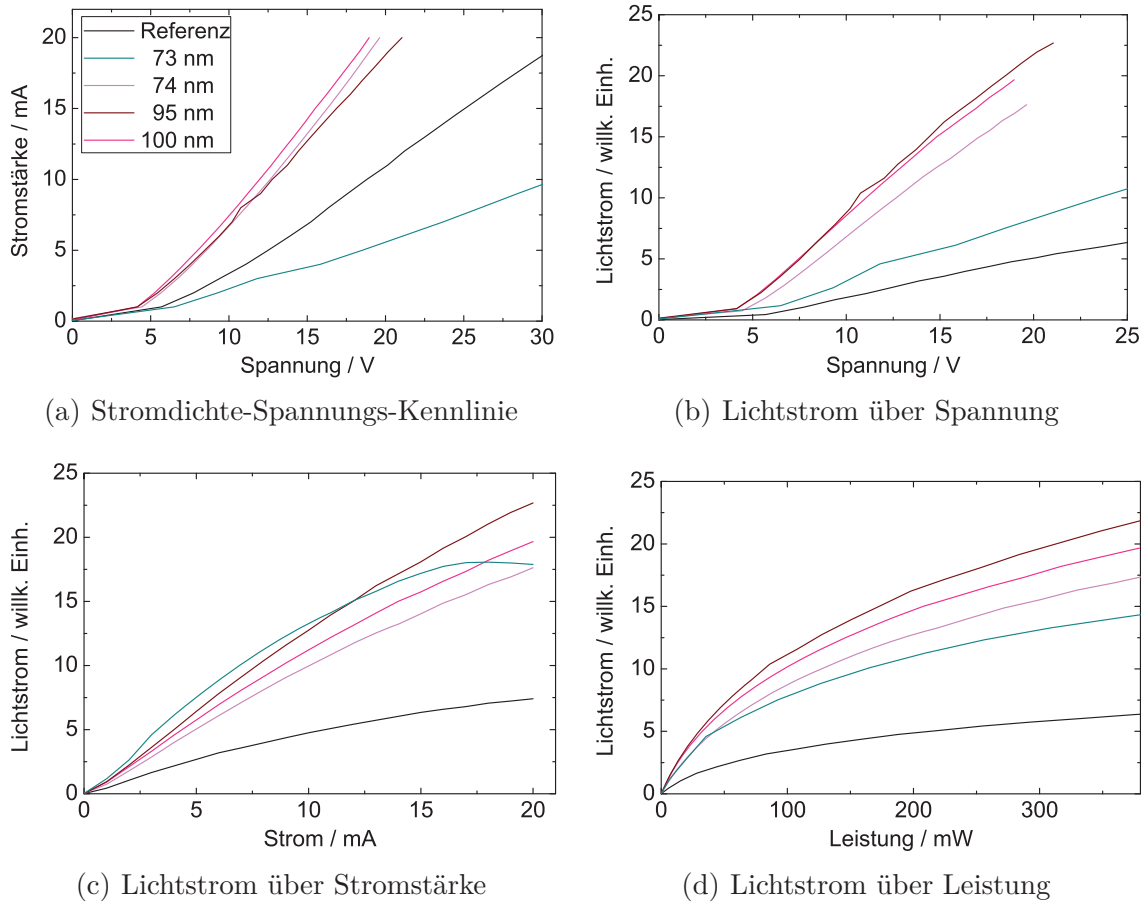 Stromstärke / mA
20
15
10
5
0
Referenz
73 nm
74 nm
95 nm
100 nm
0 5 10 15 20 25 30
Spannung / V
(a) Stromdichte-Spannungs-Kennlinie
Lichtstrom / willk. Einh.
25
20
15
10
5
0
0 5 10 15 20 25
Spannung / V
(b) Lichtstrom über Spannung
Lichtstrom / willk. Einh.
25
20
15
10
5
0
0 5 10 15 20
Strom / mA
(c) Lichtstrom über Stromstärke
Lichtstrom / willk. Einh.
25
20
15
10
5
0
0 100 200 300
Leistung / mW
(d) Lichtstrom über Leistung